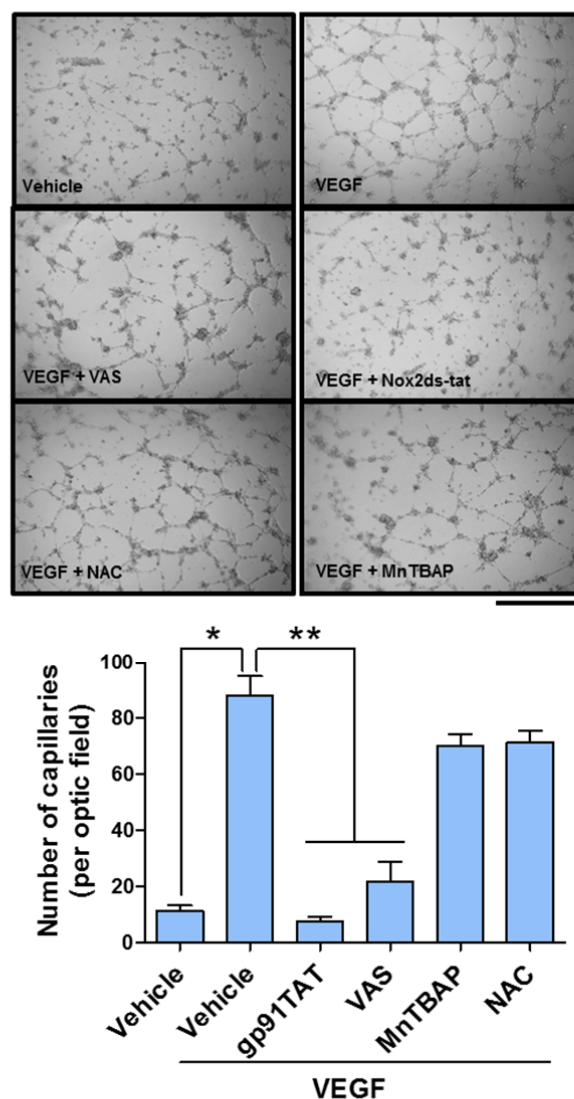 Vehicle
VEGF
VEGF + VAS
VEGF + Nox2ds-tat
VEGF + NAC
VEGF + MnTBAP
* **
Number of capillaries
(per optic field)
100
80
60
40
20
0
Vehicle
Vehicle
gp91TAT
VAS
MnTBAP
NAC
VEGF